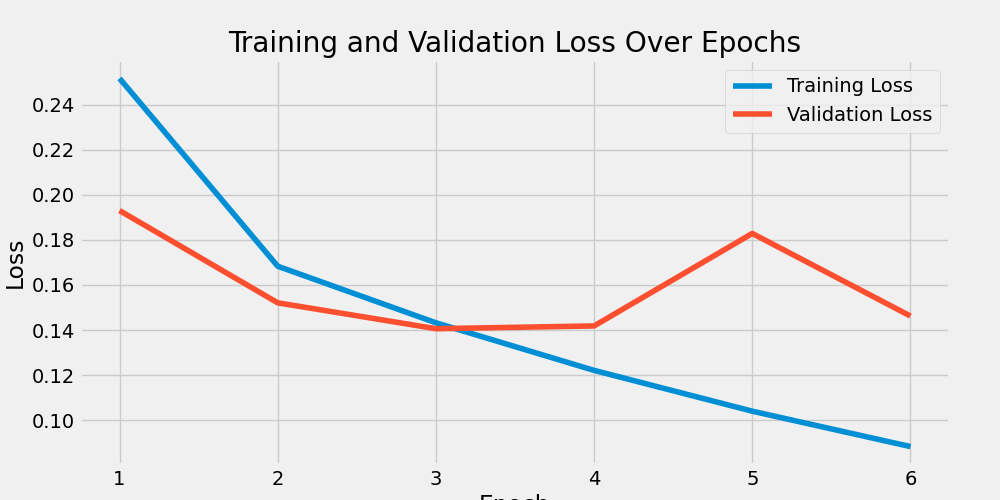 Training and Validation Loss Over Epochs
Training Loss
Validation Loss
Loss
0.24
0.22
0.20
0.18
0.16
0.14
0.12
0.10
1 2 3 4 5 6
Epoch